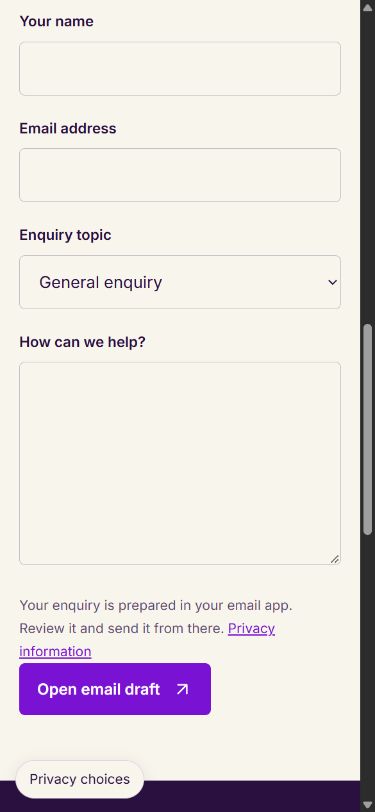 Your name
Email address
Enquiry topic
General enquiry
How can we help?
Your enquiry is prepared in your email app.
Review it and send it from there. Privacy
information
Open email draft
Privacy choices